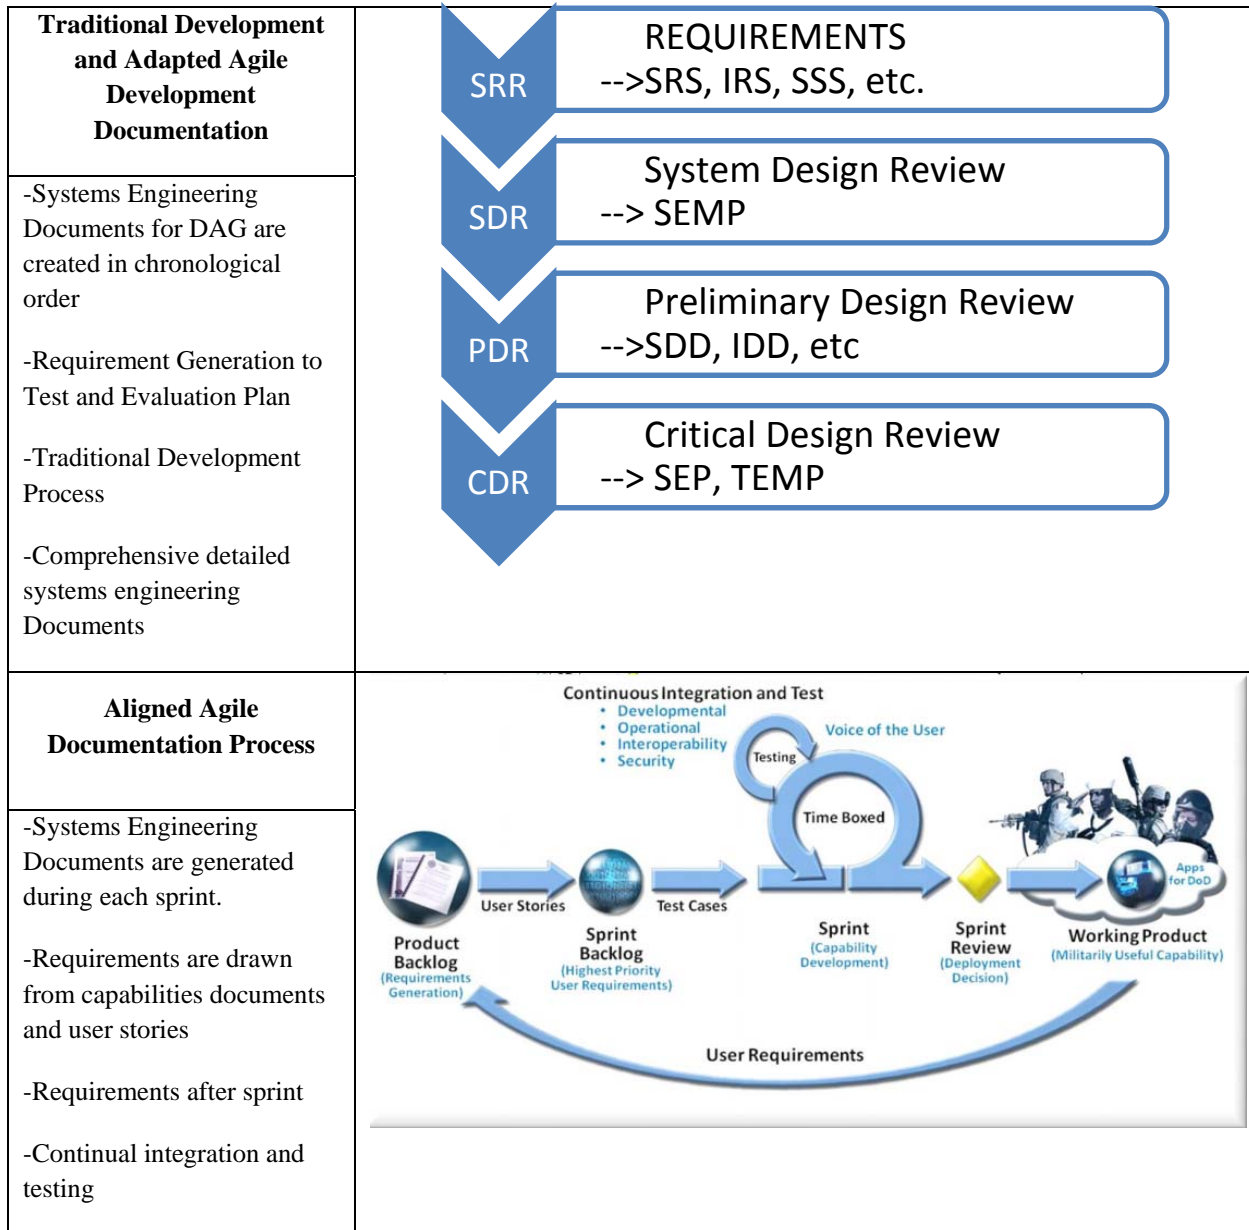 Traditional Development
and Adapted Agile
Development
Documentation
-Systems Engineering
Documents for DAG are
created in chronological
order
-Requirement Generation to
Test and Evaluation Plan
-Traditional Development
Process
-Comprehensive detailed
systems engineering
Documents
SRR
REQUIREMENTS
-->SRS, IRS, SSS, etc.
SDR
System Design Review
--> SEMP
PDR
Preliminary Design Review
-->SDD, IDD, etc
CDR
Critical Design Review
--> SEP, TEMP
Aligned Agile
Documentation Process
-Systems Engineering
Documents are generated
during each sprint.
-Requirements are drawn
from capabilities documents
and user stories
-Requirements after sprint
-Continual integration and
testing
Continuous Integration and Test
• Developmental
• Operational
• Interoperability
• Security
Voice of the User
Testing
Time Boxed
Apps
for DoD
User Stories
Test Cases
Product
Backlog
(Requirements
Generation)
Sprint
Backlog
(Highest Priority
User Requirements)
Sprint
(Capability
Development)
Sprint
Review
(Deployment
Decision)
Working Product
(Militarily Useful Capability)
User Requirements